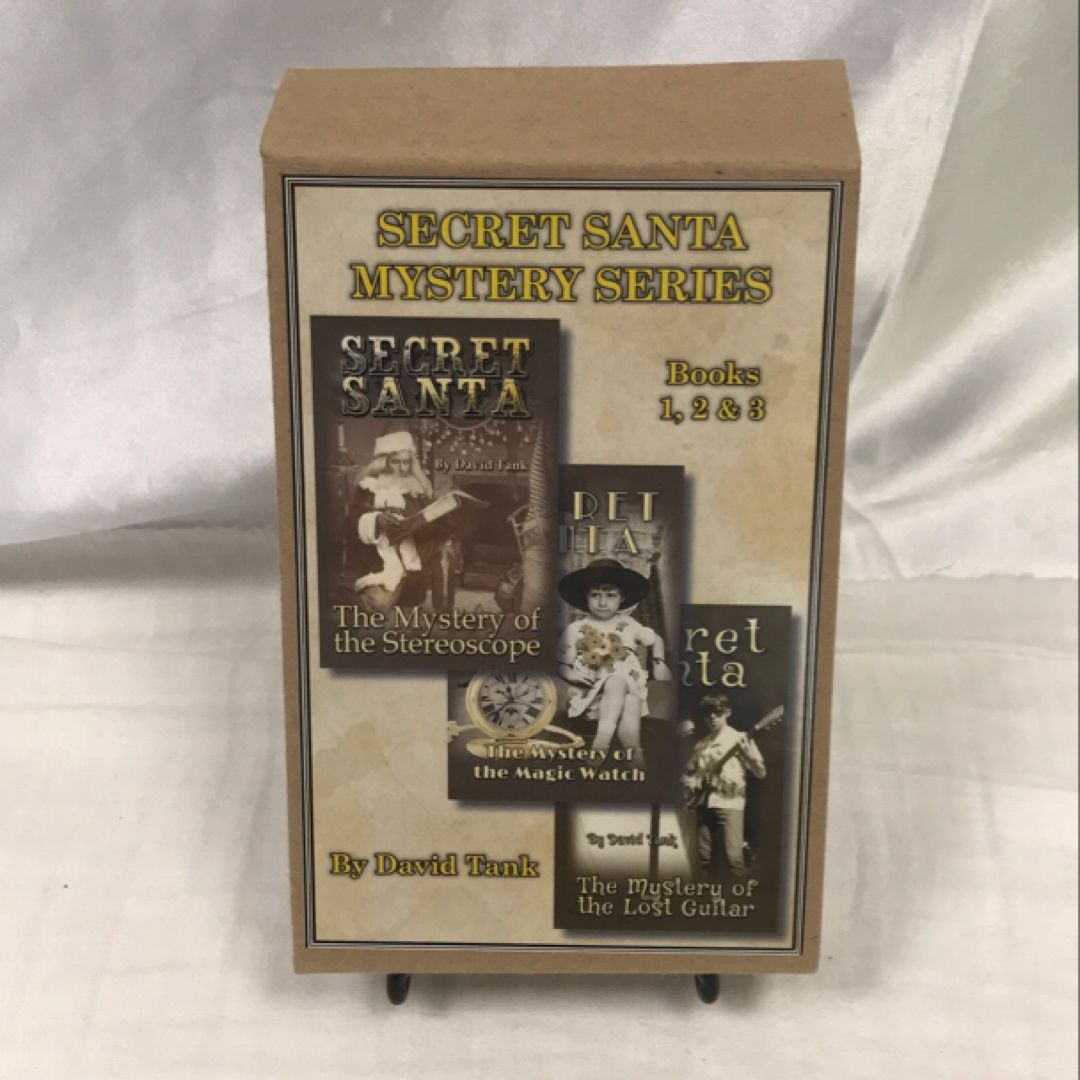 SECRET SANTA
MYSTERY SERIES
Books
1, 2 & 3
SECRET
SANTA
By David Tank
The Mystery of
the Stereoscope
RET
TA
The Mystery of
the Magic Watch
ret
ta
By David Tank
The Mystery of
the Lost Guitar
By David Tank